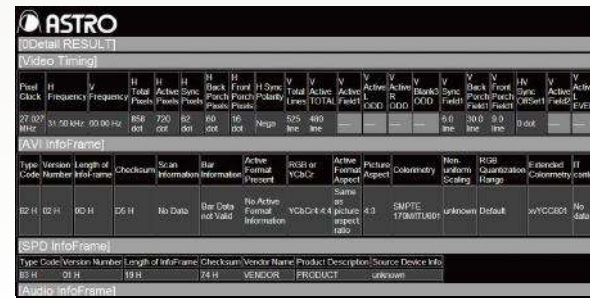 ASTRO
[0Detail RESULT]
[Video Timing]
Pixel Clock H Frequency V Frequency H Total Pixels H Active Pixels H Sync Pixels H Back Porch Pixels H Front Porch Pixels H Sync Polarity V Total Lines V Active TOTAL V Active Field1 V Active L ODD V Active R ODD V Blank3 ODD V Sync Field1 V Back Porch Field1 V Front Porch Field1 HV Sync OffSet1 V Active Field2 V Active L EVEN
27.027 MHz 31.50 kHz 60.00 Hz 858 dot 720 dot 62 dot 60 dot 16 dot Nega 525 line 480 line --- --- --- --- 6.0 line 30.0 line 9.0 line 0 dot --- ---
[AVI InfoFrame]
Type Code Version Number Length of InfoFrame Checksum Scan Information Bar Information Active Format Present RGB or YCbCr Active Format Aspect Picture Aspect Colorimetry Non-uniform Scaling RGB Quantization Range Extended Colorimetry IT
82 H 02 H 0D H D5 H No Data Bar Data not Valid No Active Format Information YCbCr4:4:4 Same as picture aspect ratio 4:3 SMPTE 170M/ITU601 unknown Default xvYCC601 No data
[SPD InfoFrame]
Type Code Version Number Length of InfoFrame Checksum Vendor Name Product Description Source Device Info
83 H 01 H 19 H 74 H VENDOR PRODUCT unknown
[Audio InfoFrame]